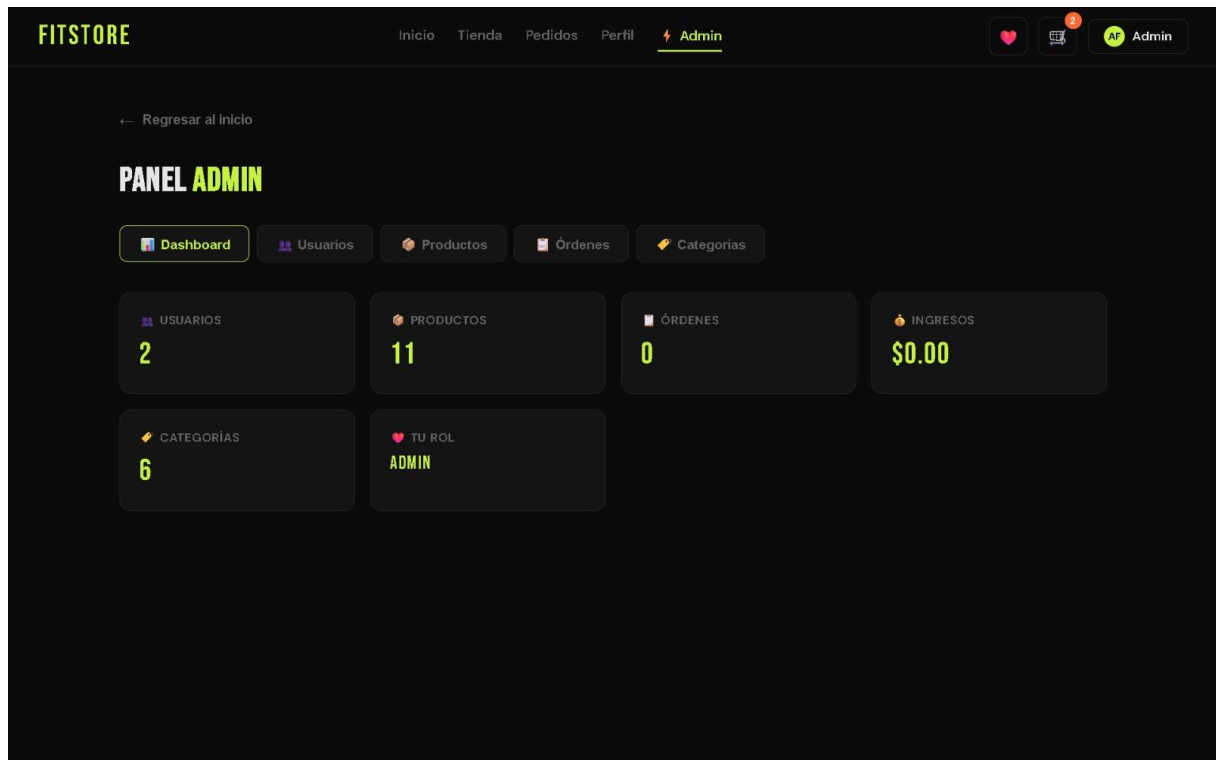 FITSTORE
Inicio Tienda Pedidos Perfil Admin
2
AF Admin
← Regresar al inicio
PANEL ADMIN
Dashboard Usuarios Productos Órdenes Categorías
USUARIOS
2
PRODUCTOS
11
ÓRDENES
0
INGRESOS
$0.00
CATEGORÍAS
6
TU ROL
ADMIN